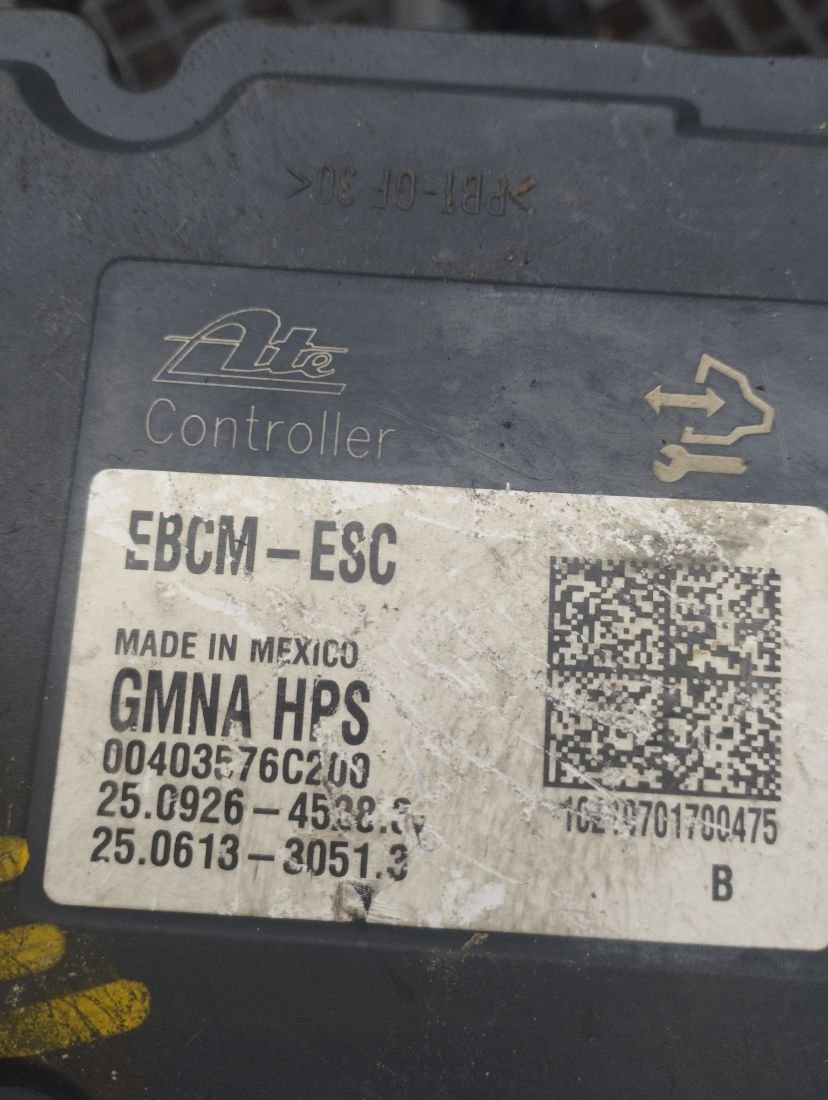 >PBT-GF 30<
Ate
Controller
EBCM-ESC
MADE IN MEXICO
GMNA HPS
00403576C200
25.0613-3051.3
B